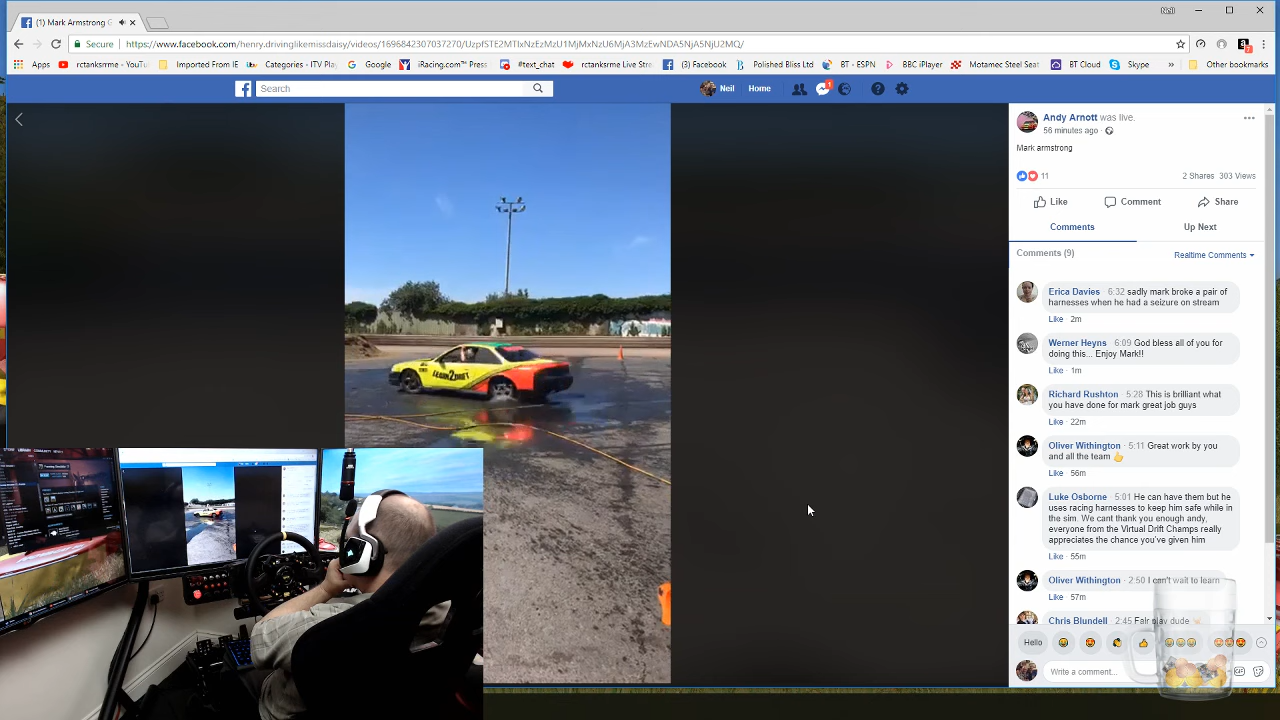 Neil
(1) Mark Armstrong G
Secure https://www.facebook.com/henry.drivinglikemissdaisy/videos/1696842307037270/
Apps rctanksrme - YouTu Imported From IE Categories - ITV Play Google iRacing.com™ Press #text_chat rctanksrme Live Stre (3) Facebook Polished Bliss Ltd BT - ESPN BBC iPlayer Motamec Steel Seat BT Cloud Skype » Other bookmarks
Search Neil Home 1
Andy Arnott was live.
56 minutes ago
Mark armstrong
11 2 Shares 303 Views
Like Comment Share
Comments Up Next
Comments (9) Realtime Comments
Erica Davies · 6:32 sadly mark broke a pair of
harnesses when he had a seizure on stream
Like · 2m
Werner Heyns · 6:09 God bless all of you for
doing this... Enjoy Mark!!
Like · 1m
Richard Rushton · 5:28 This is brilliant what
you have done for mark great job guys
Like · 22m
Oliver Withington · 5:11 Great work by you
and all the team 👍
Like · 56m
Luke Osborne · 5:01 He can have them but he
uses racing harnesses to keep him safe while in
the sim. We cant thank you enough andy,
everyone from the Virtual Drift Champs really
appreciates the chance you've given him
Like · 55m
Oliver Withington · 2:50 I can't wait to learn
Like · 57m
Chris Blundell · 2:45 Fair play dude
Hello
Write a comment...
GIF
LEARN2DRIFT